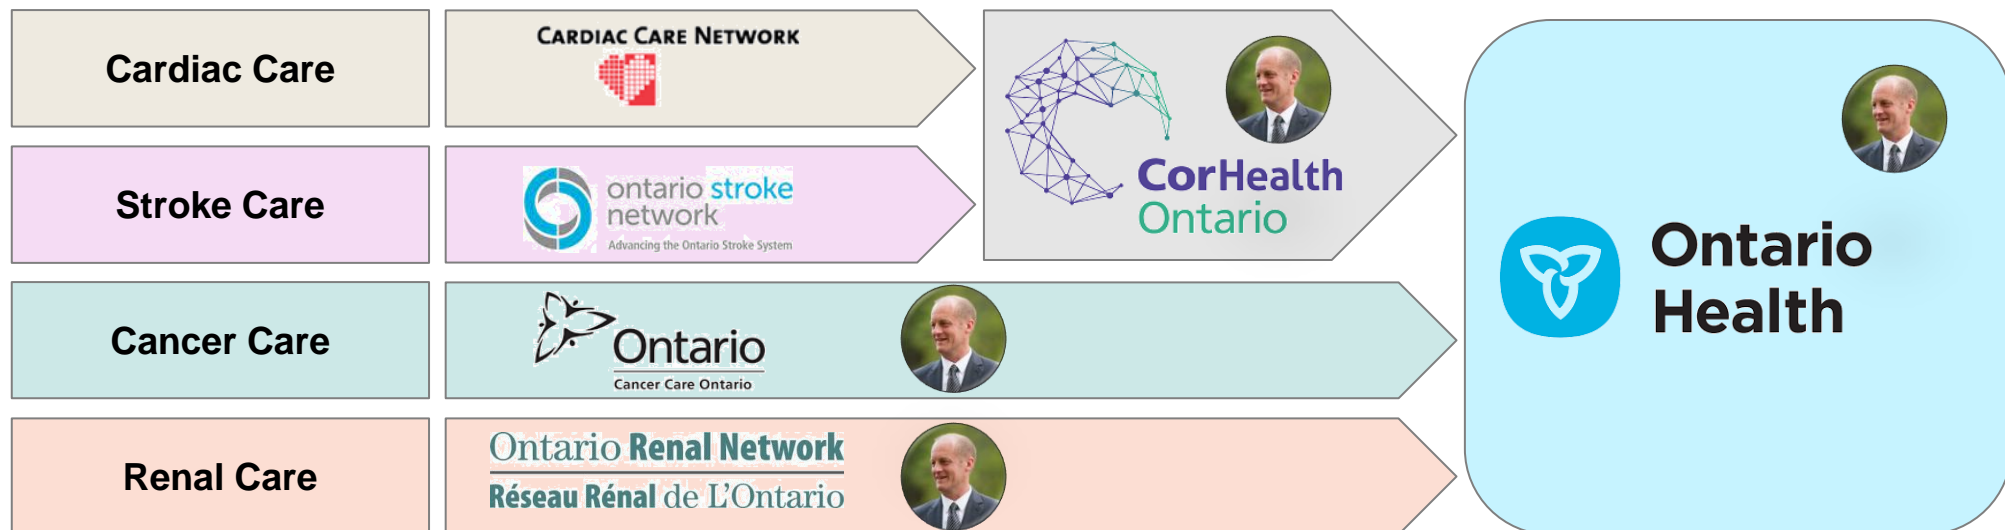 Cardiac Care
CARDIAC CARE NETWORK
CorHealth
Ontario
Stroke Care
ontario stroke
network
Advancing the Ontario Stroke System
Ontario
Health
Cancer Care
Ontario
Cancer Care Ontario
Renal Care
Ontario Renal Network
Réseau Rénal de L'Ontario